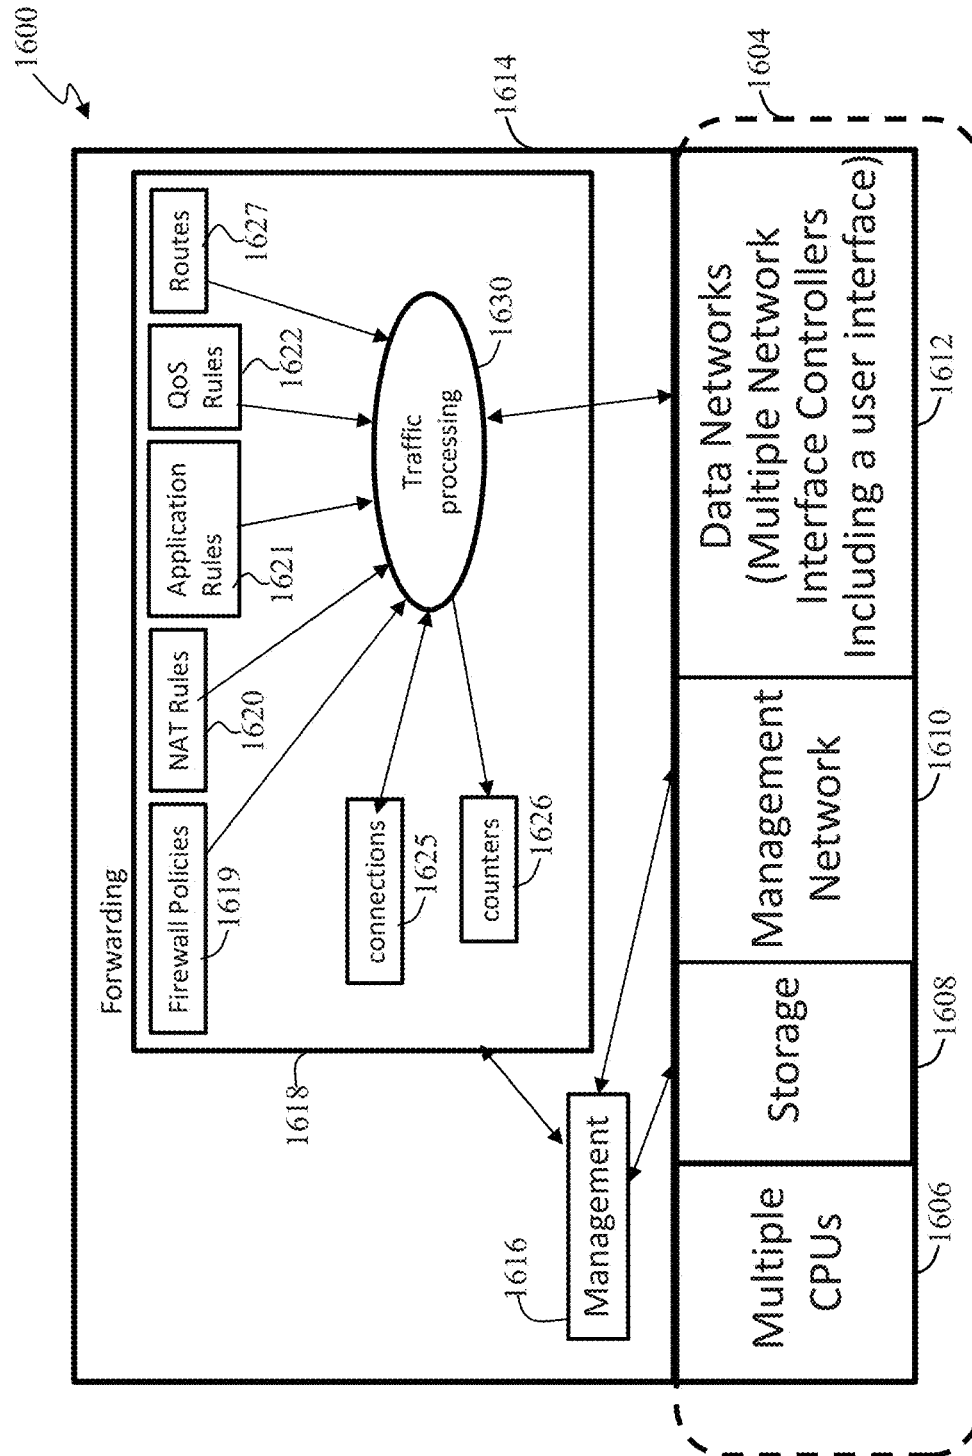 1600
Forwarding
Firewall Policies
1619
NAT Rules
1620
Application
Rules
1621
QoS
Rules
1622
Routes
1627
Traffic
processing
1630
connections
1625
counters
1626
1618
1614
Management
1616
1604
Multiple
CPUs
1606
Storage
1608
Management
Network
1610
Data Networks
(Multiple Network
Interface Controllers
Including a user interface)
1612